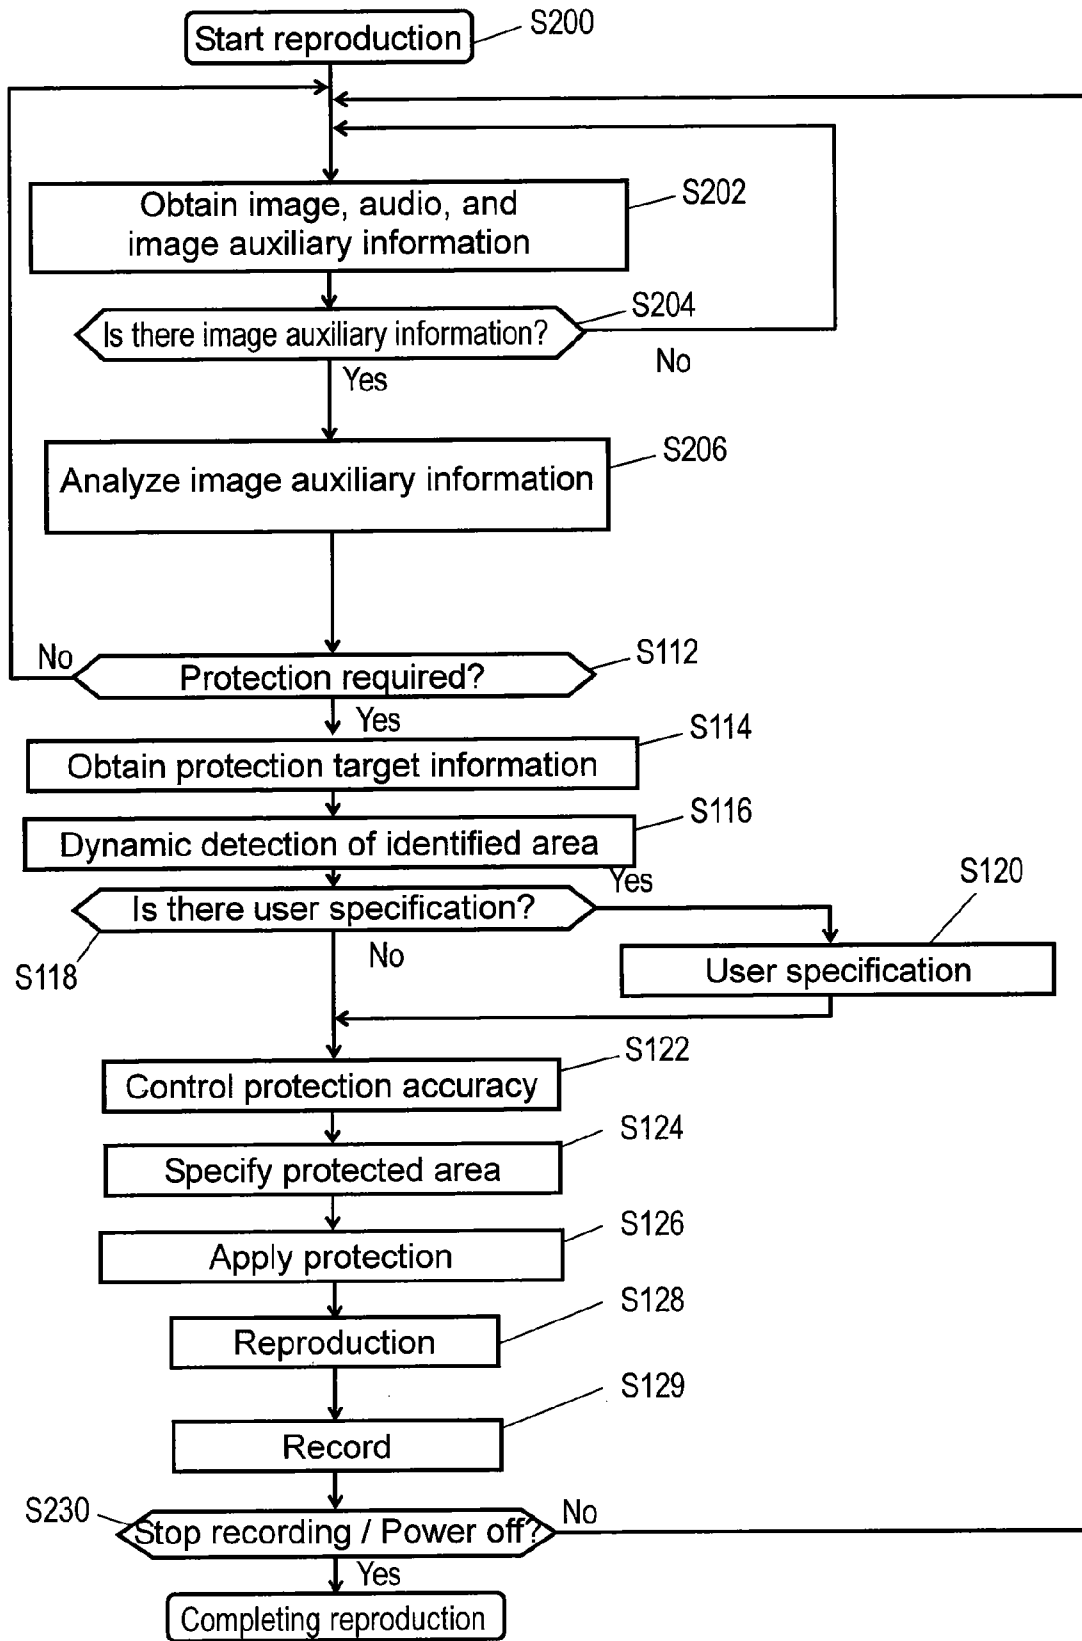 Start reproduction
S200
Obtain image, audio, and
image auxiliary information
S202
Is there image auxiliary information?
S204
No
Yes
Analyze image auxiliary information
S206
No
Protection required?
S112
Yes
Obtain protection target information
S114
Dynamic detection of identified area
S116
Is there user specification?
Yes
S118
No
S120
User specification
Control protection accuracy
S122
Specify protected area
S124
Apply protection
S126
Reproduction
S128
Record
S129
S230
Stop recording / Power off?
No
Yes
Completing reproduction